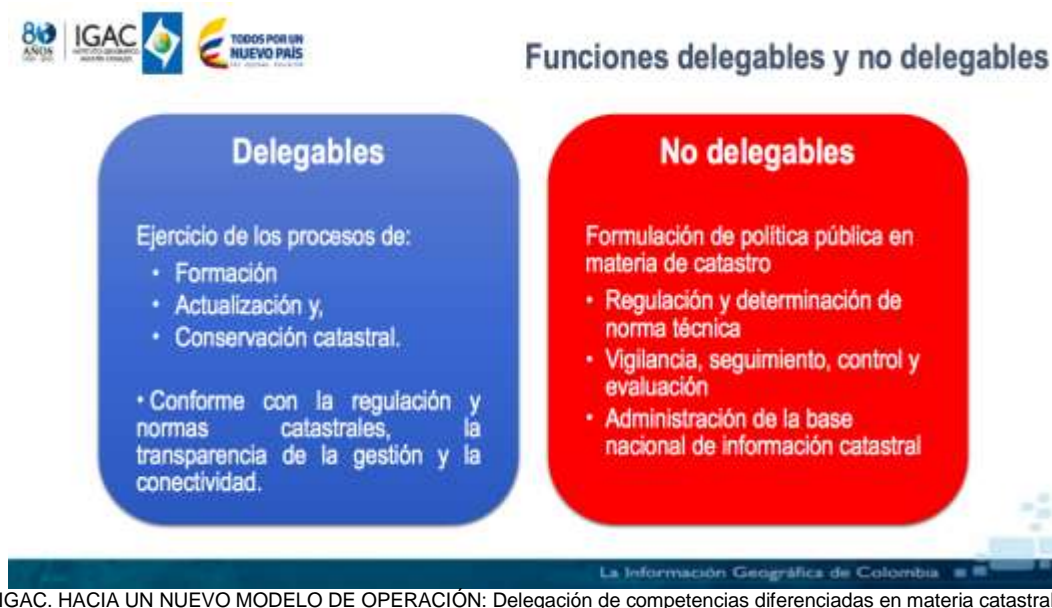 80 AÑOS
IGAC
TODOS POR UN
NUEVO PAÍS
Funciones delegables y no delegables
Delegables
Ejercicio de los procesos de:
• Formación
• Actualización y,
• Conservación catastral.
• Conforme con la regulación y
normas catastrales, la
transparencia de la gestión y la
conectividad.
No delegables
Formulación de política pública en
materia de catastro
• Regulación y determinación de
norma técnica
• Vigilancia, seguimiento, control y
evaluación
• Administración de la base
nacional de información catastral
La Información Geográfica de Colombia
IGAC. HACIA UN NUEVO MODELO DE OPERACIÓN: Delegación de competencias diferenciadas en materia catastral